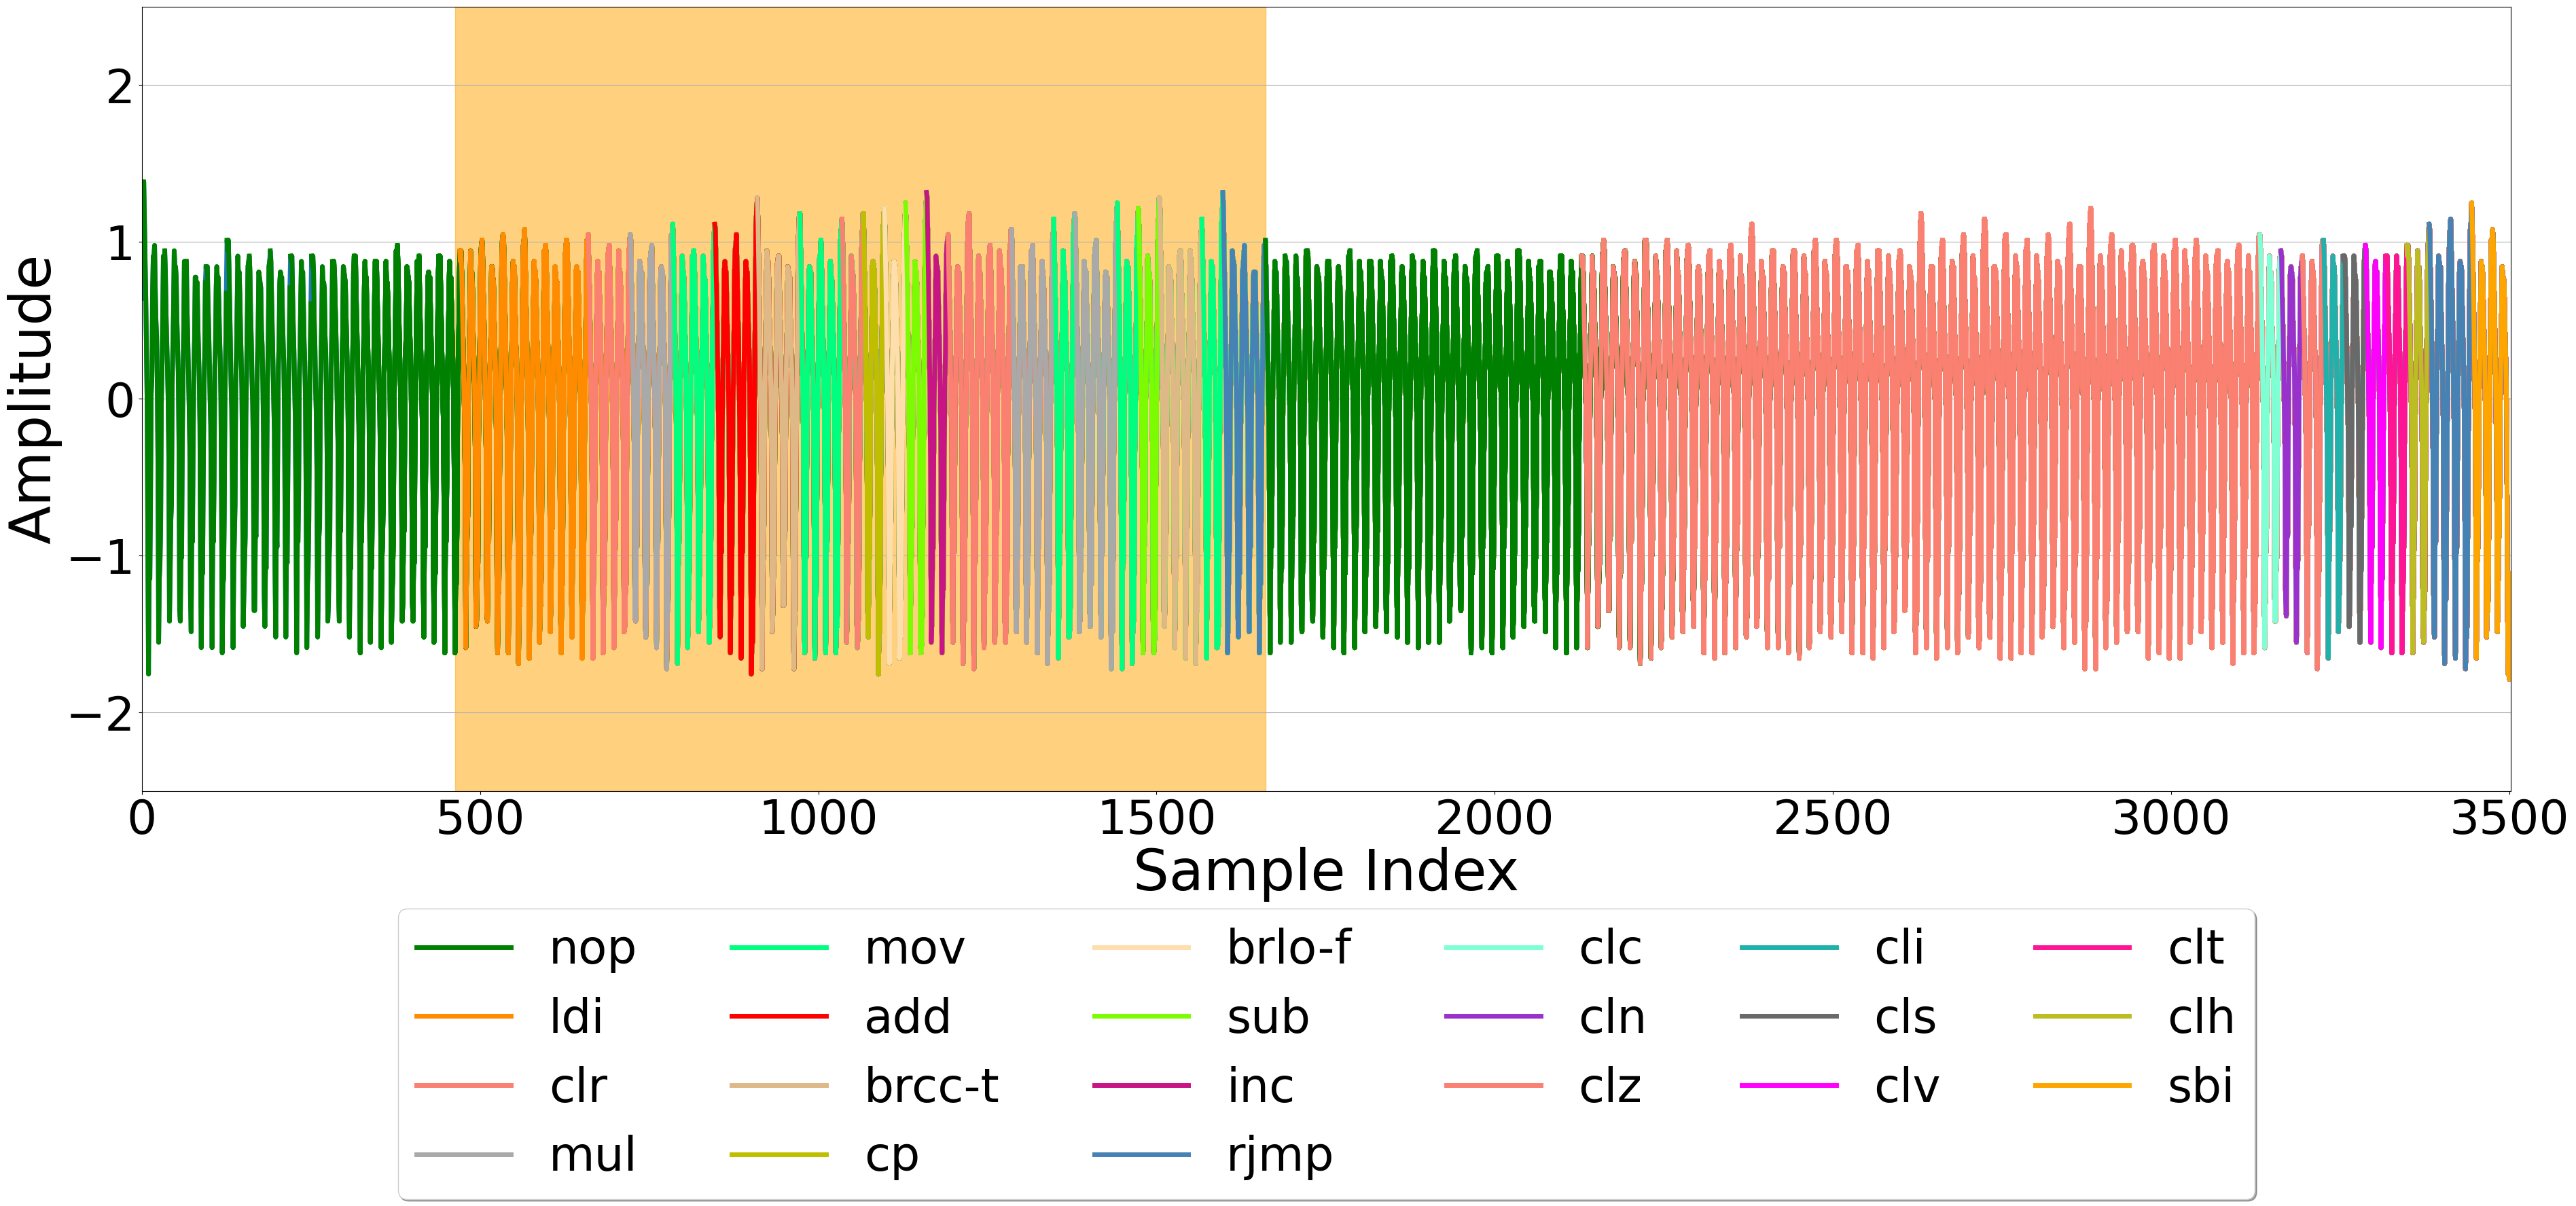 2
1
0
−1
−2
Amplitude
0 500 1000 1500 2000 2500 3000 3500
Sample Index
nop mov brlo-f clc cli clt
ldi add sub cln cls clh
clr brcc-t inc clz clv sbi
mul cp rjmp